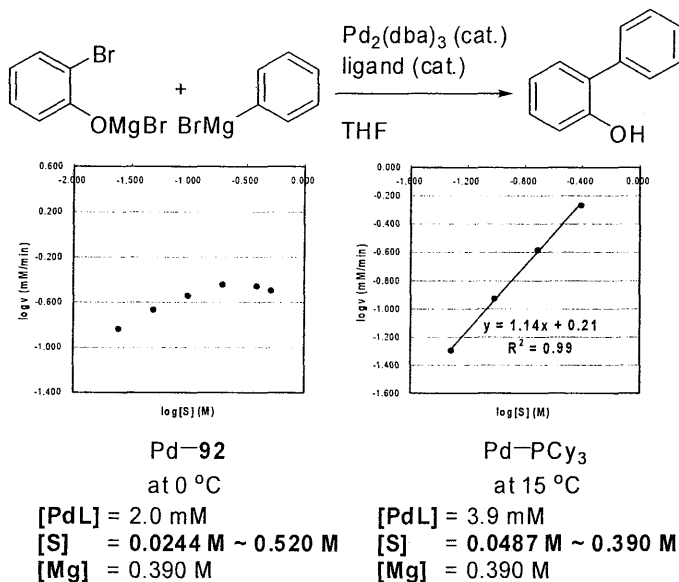 Br
OMgBr
+
BrMg
Pd2(dba)3 (cat.)
ligand (cat.)
THF
OH
0.600
-2.000 -1.500 -1.000 -0.500 0.000
0.200
-0.200
-0.600
-1.000
-1.400
logv (mM/min)
log[S] (M)
Pd—92
at 0 °C
[PdL] = 2.0 mM
[S] = 0.0244 M ~ 0.520 M
[Mg] = 0.390 M
0.000
-1.600 -1.200 -0.800 -0.400 0.000
-0.200
-0.400
-0.600
-0.800
-1.000
-1.200
-1.400
-1.600
logv (mM/min)
y = 1.14x + 0.21
R² = 0.99
log[S] (M)
Pd—PCy3
at 15 °C
[PdL] = 3.9 mM
[S] = 0.0487 M ~ 0.390 M
[Mg] = 0.390 M